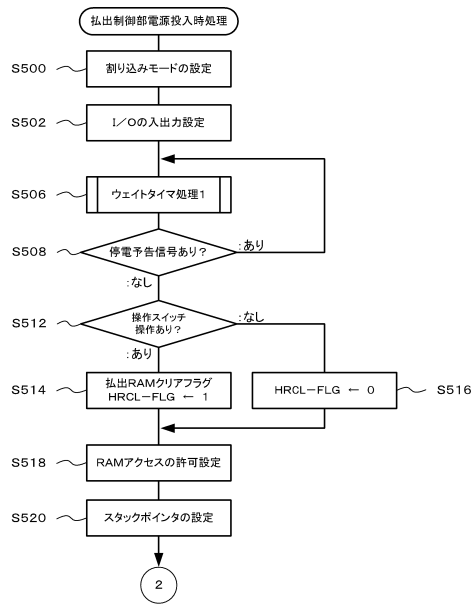 払出制御部電源投入時処理
S500
割り込みモードの設定
S502
I/Oの入出力設定
S506
ウェイトタイマ処理1
S508
停電予告信号あり?
:あり
:なし
S512
操作スイッチ
操作あり?
:なし
:あり
S514
払出RAMクリアフラグ
HRCL-FLG ← 1
HRCL-FLG ← 0
S516
S518
RAMアクセスの許可設定
S520
スタックポインタの設定
2